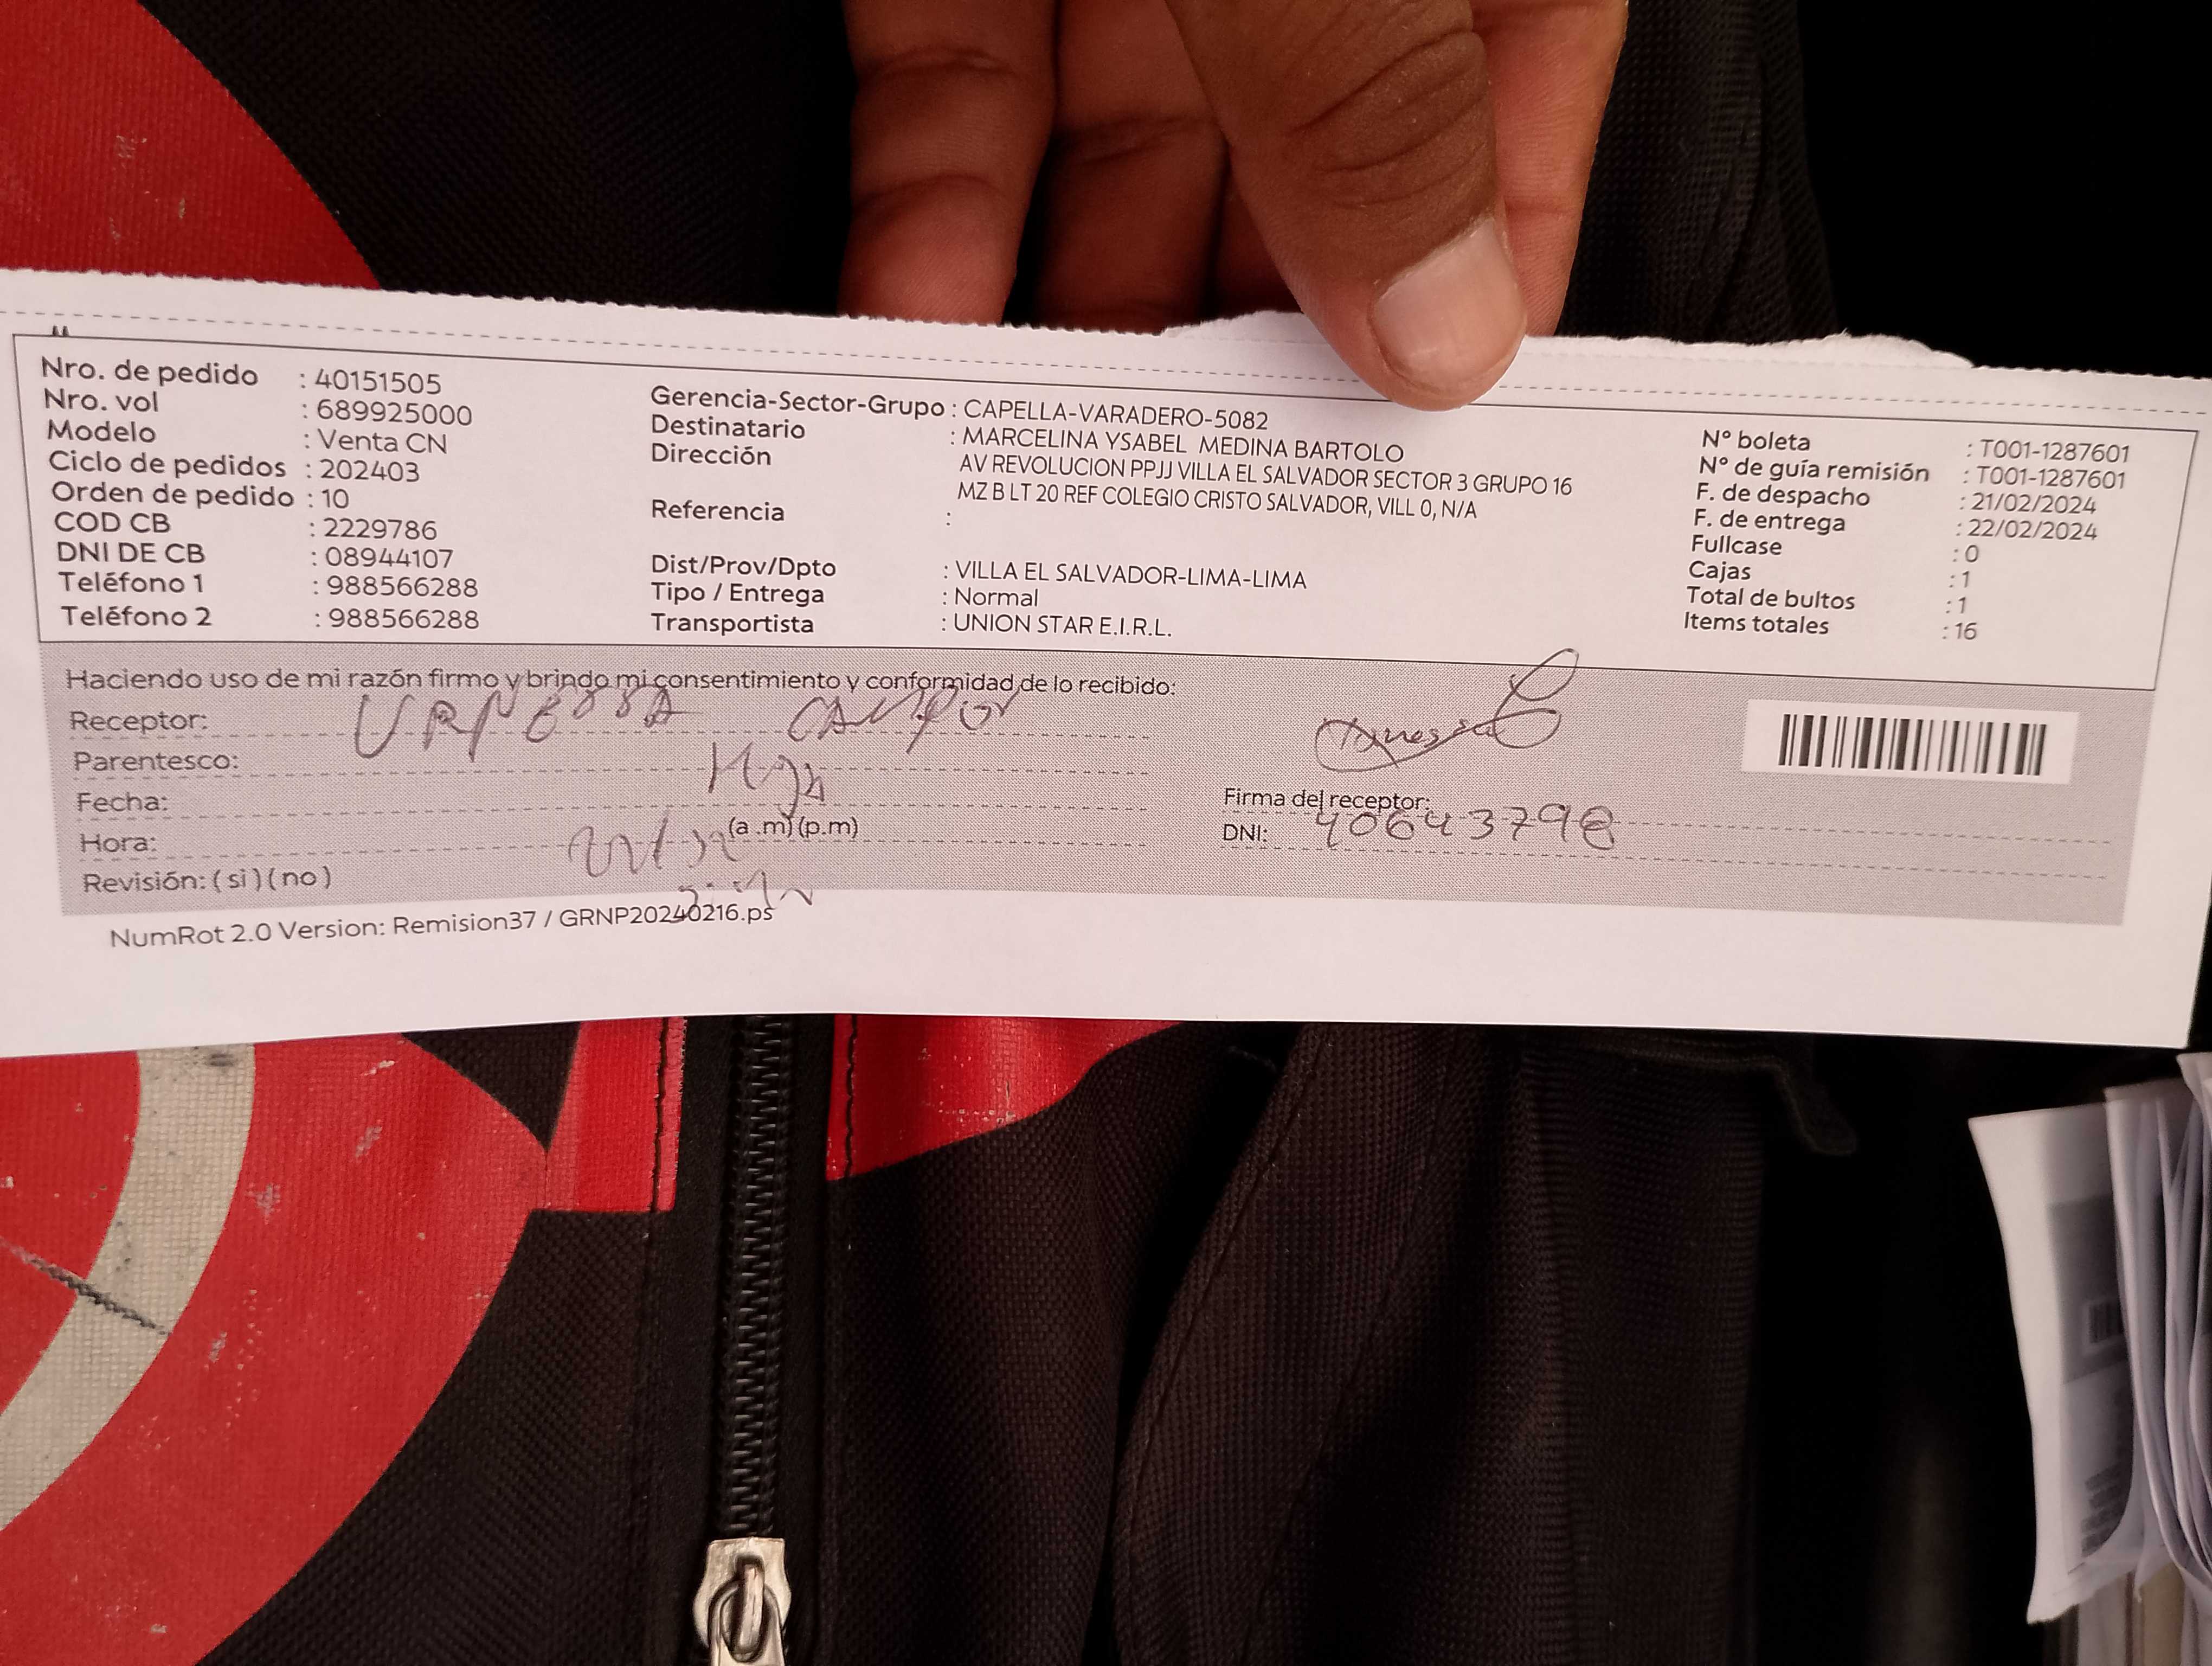 Nro. de pedido : 40151505
Nro. vol : 689925000
Modelo : Venta CN
Ciclo de pedidos : 202403
Orden de pedido : 10
COD CB : 2229786
DNI DE CB : 08944107
Teléfono 1 : 988566288
Teléfono 2 : 988566288
Gerencia-Sector-Grupo : CAPELLA-VARADERO-5082
Destinatario : MARCELINA YSABEL MEDINA BARTOLO
Dirección AV REVOLUCION PPJJ VILLA EL SALVADOR SECTOR 3 GRUPO 16
MZ B LT 20 REF COLEGIO CRISTO SALVADOR, VILL 0, N/A
Referencia :
Dist/Prov/Dpto : VILLA EL SALVADOR-LIMA-LIMA
Tipo / Entrega : Normal
Transportista : UNION STAR E.I.R.L.
N° boleta : T001-1287601
N° de guía remisión : T001-1287601
F. de despacho : 21/02/2024
F. de entrega : 22/02/2024
Fullcase : 0
Cajas : 1
Total de bultos : 1
Items totales : 16
Haciendo uso de mi razón firmo y brindo mi consentimiento y conformidad de lo recibido:
Receptor:
Parentesco: Hija
Fecha:
Hora: (a.m)(p.m)
Revisión: (si)(no)
Firma del receptor:
DNI: 40643798
NumRot 2.0 Version: Remision37 / GRNP20240216.ps